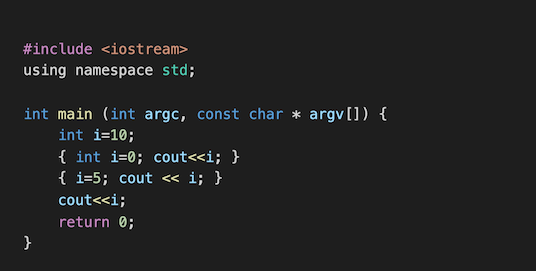 #include <iostream>
using namespace std;
int main (int argc, const char * argv[]) {
int i=10;
{ int i=0; cout<<i; }
{ i=5; cout << i; }
cout<<i;
return 0;
}